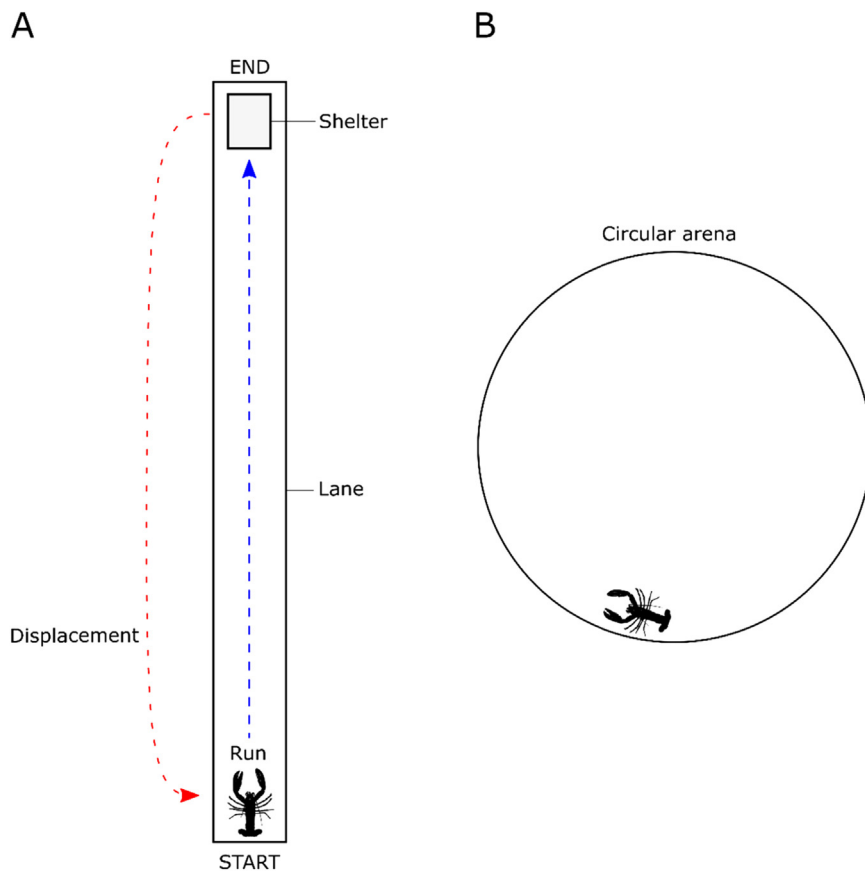 A
B
END
Shelter
Circular arena
Lane
Displacement
Run
START